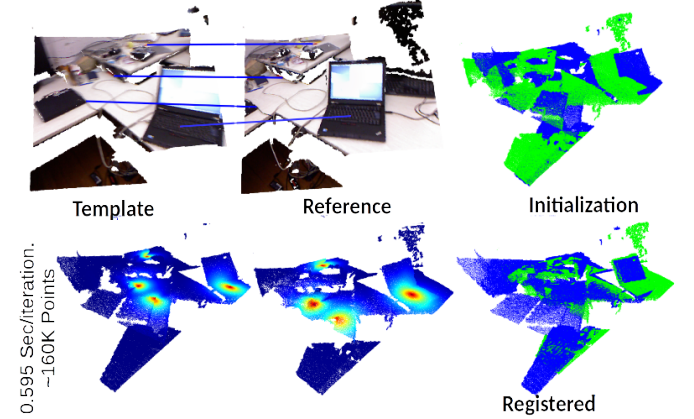 Template
Reference
Initialization
0.595 Sec/iteration.
~160K Points
Registered